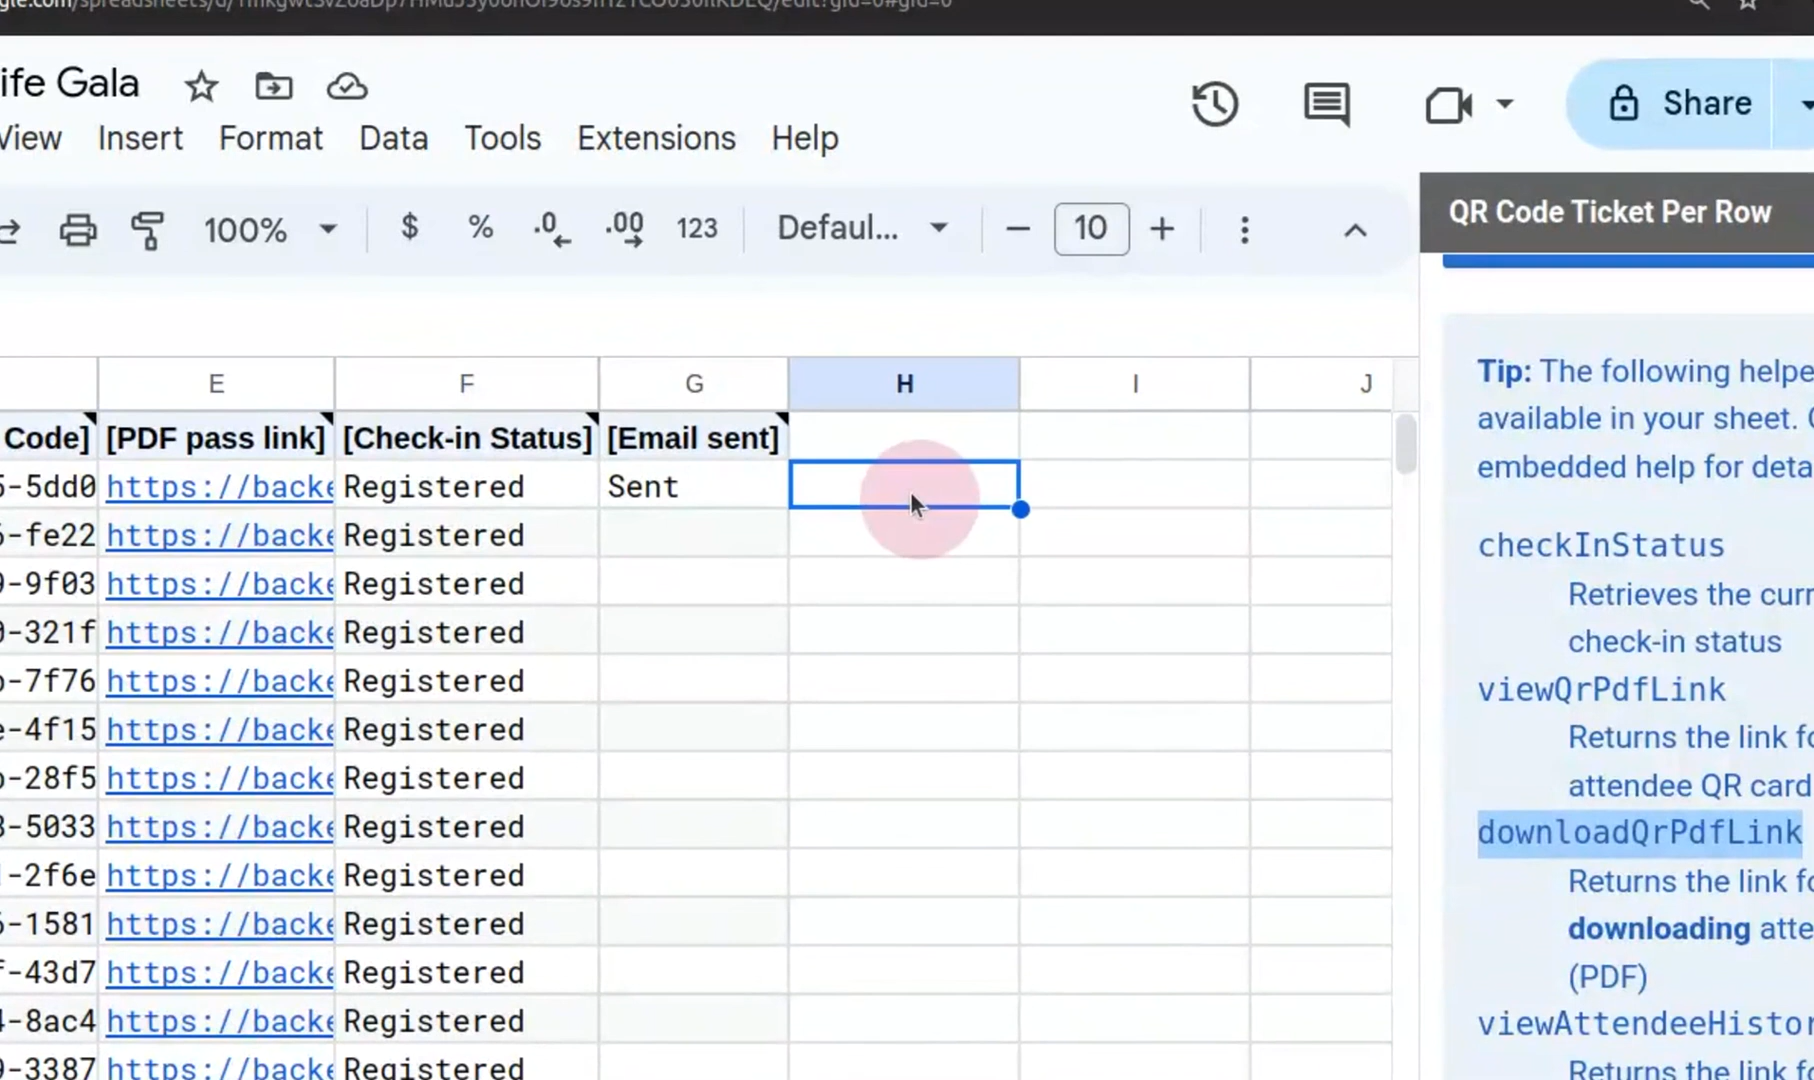 ife Gala
View Insert Format Data Tools Extensions Help
Share
100% $ % .0 .00 123 Defaul... 10
QR Code Ticket Per Row
E F G H I J
Code] [PDF pass link] [Check-in Status] [Email sent]
5-5dd0 https://backe Registered Sent
-fe22 https://backe Registered
9-9f03 https://backe Registered
-321f https://backe Registered
-7f76 https://backe Registered
e-4f15 https://backe Registered
-28f5 https://backe Registered
-5033 https://backe Registered
-2f6e https://backe Registered
-1581 https://backe Registered
f-43d7 https://backe Registered
4-8ac4 https://backe Registered
9-3387 https://backe Registered
Tip: The following helpe
available in your sheet.
embedded help for deta
checkInStatus
Retrieves the curr
check-in status
viewQrPdfLink
Returns the link fo
attendee QR card
downloadQrPdfLink
Returns the link fo
downloading atte
(PDF)
viewAttendeeHistor
Returns the link fo